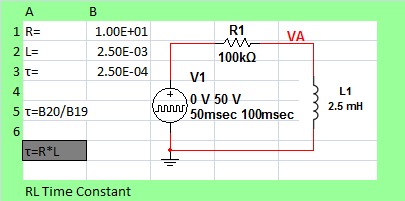 A B
1 R= 1.00E+01
2 L= 2.50E-03
3 τ= 2.50E-04
4
5 τ=B20/B19
6
τ=R*L
R1
100kΩ
VA
V1
0 V 50 V
50msec 100msec
L1
2.5 mH
RL Time Constant